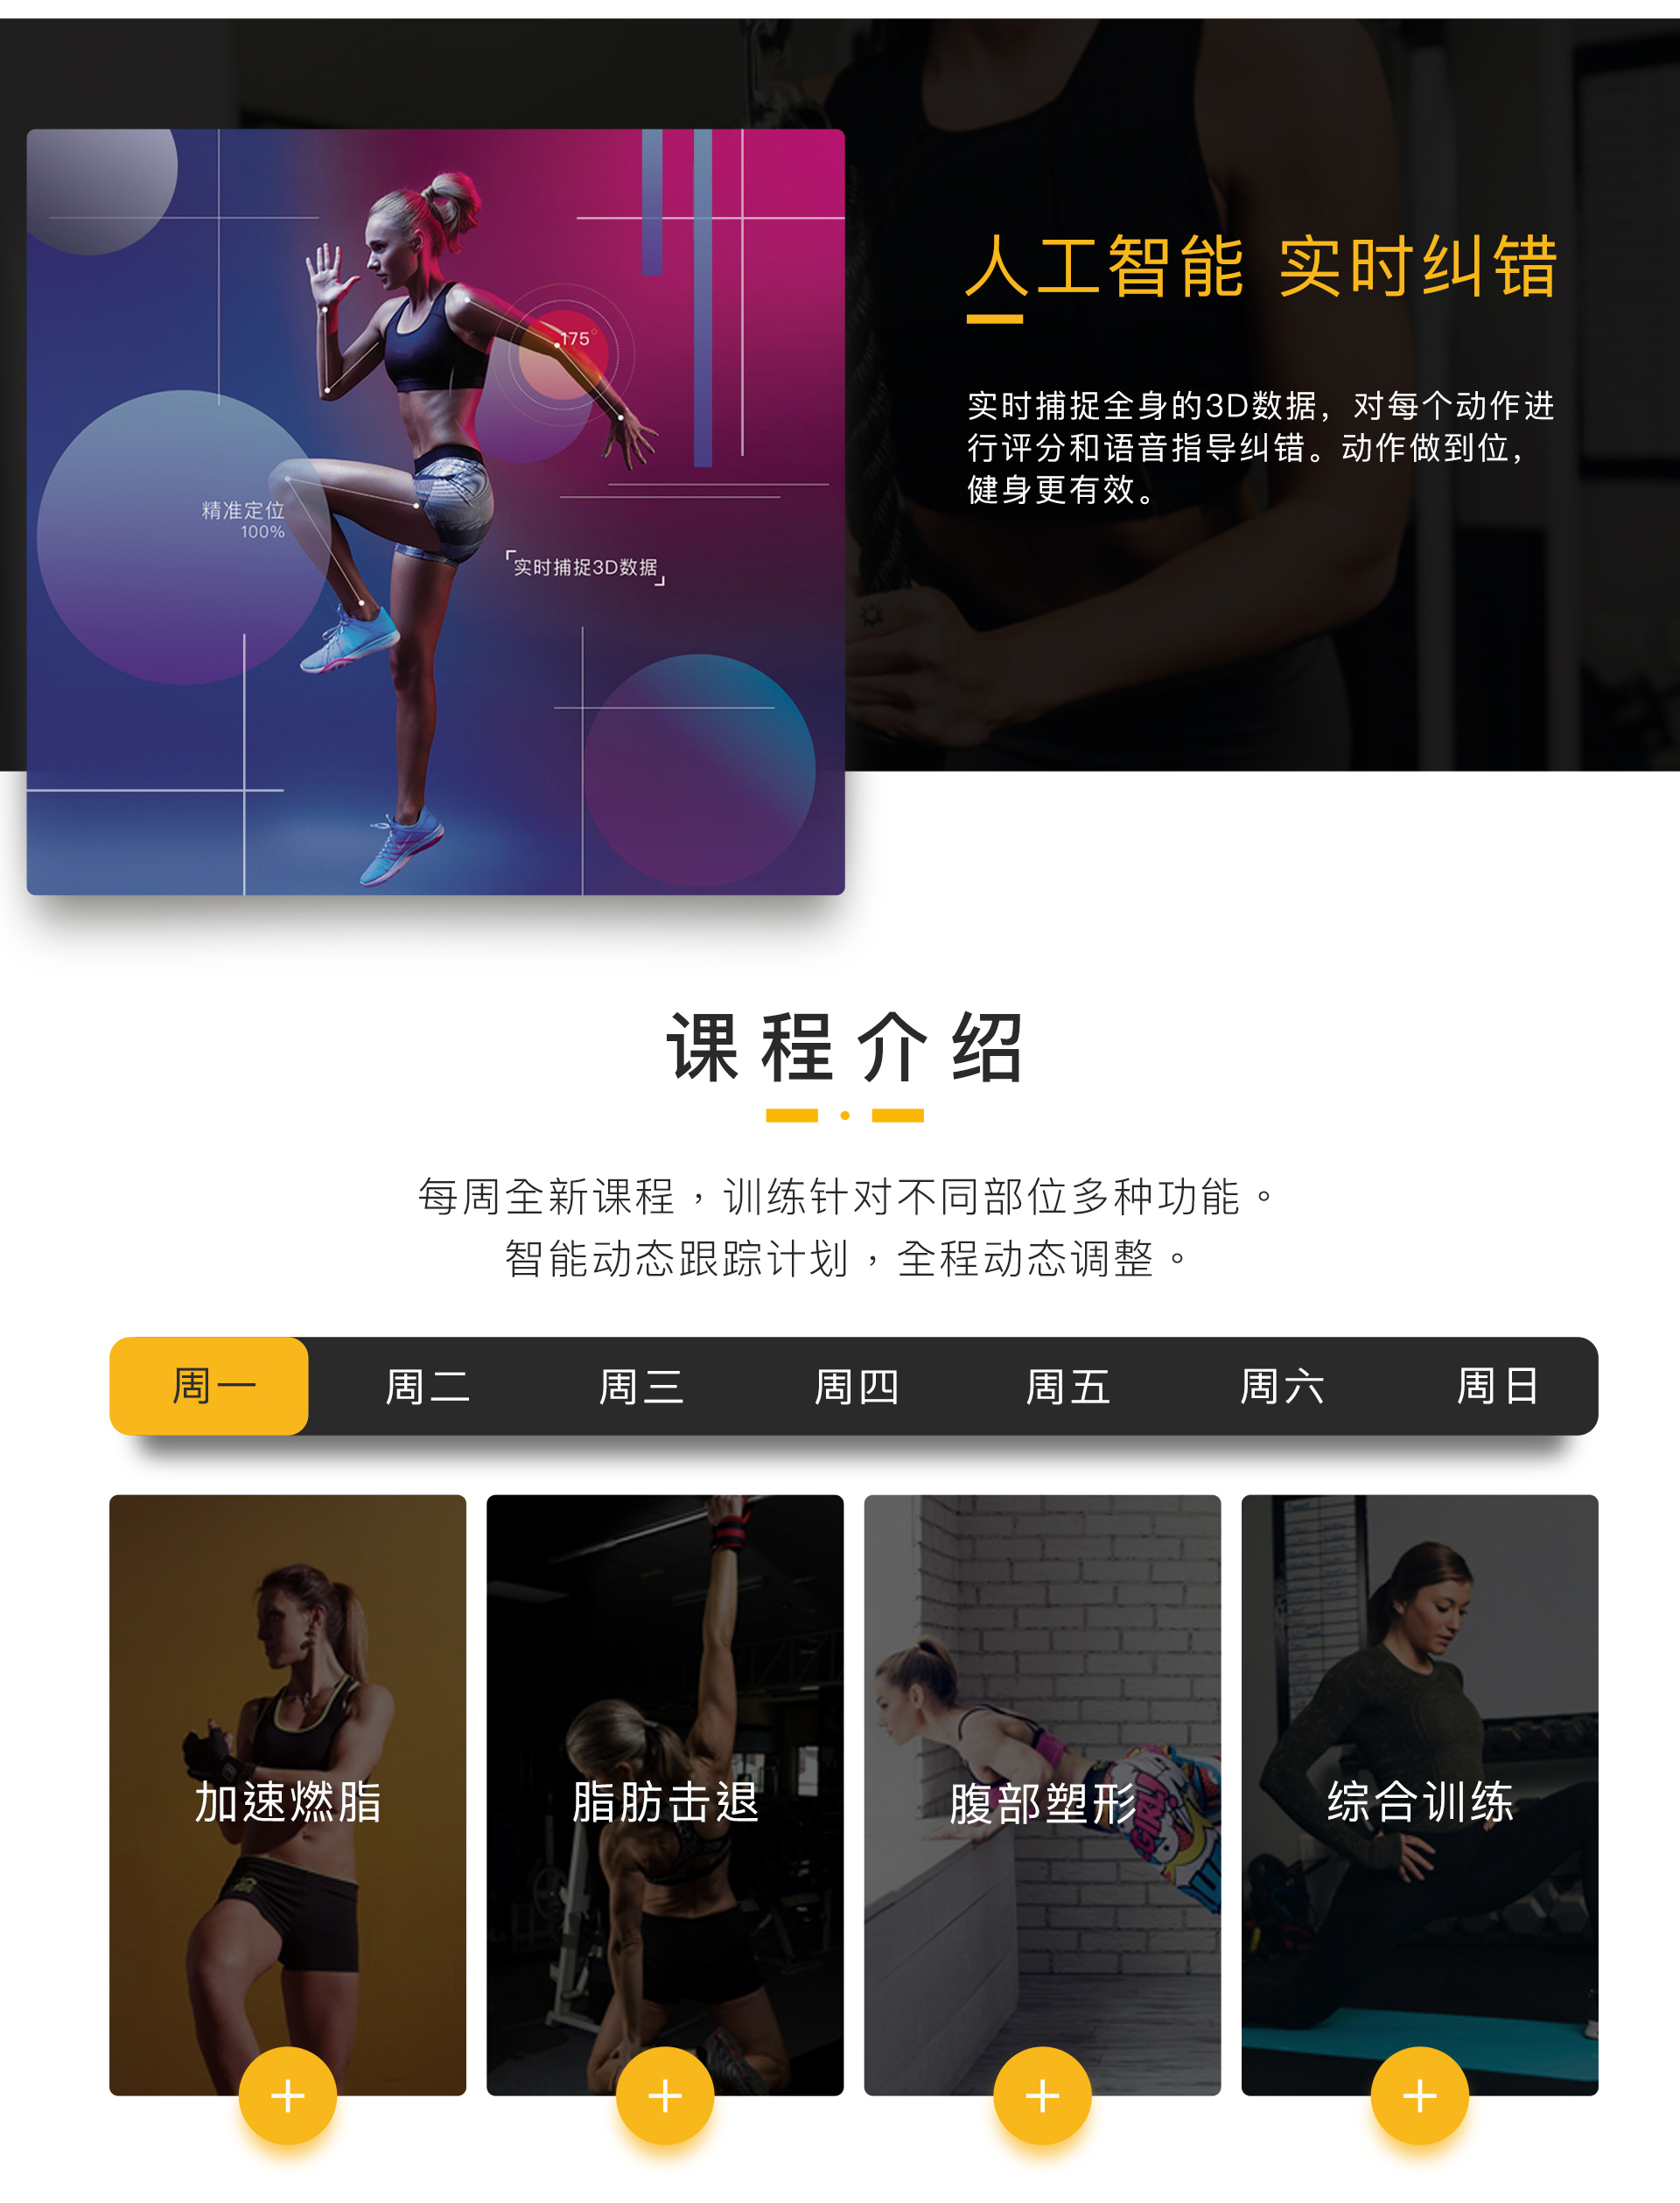 人工智能 实时纠错
实时捕捉全身的3D数据，对每个动作进
行评分和语音指导纠错。动作做到位，
健身更有效。
175°
精准定位
100%
「实时捕捉3D数据」
课程介绍
每周全新课程，训练针对不同部位多种功能。
智能动态跟踪计划，全程动态调整。
周一 周二 周三 周四 周五 周六 周日
加速燃脂 脂肪击退 腹部塑形 综合训练
GIRL
+ + + +